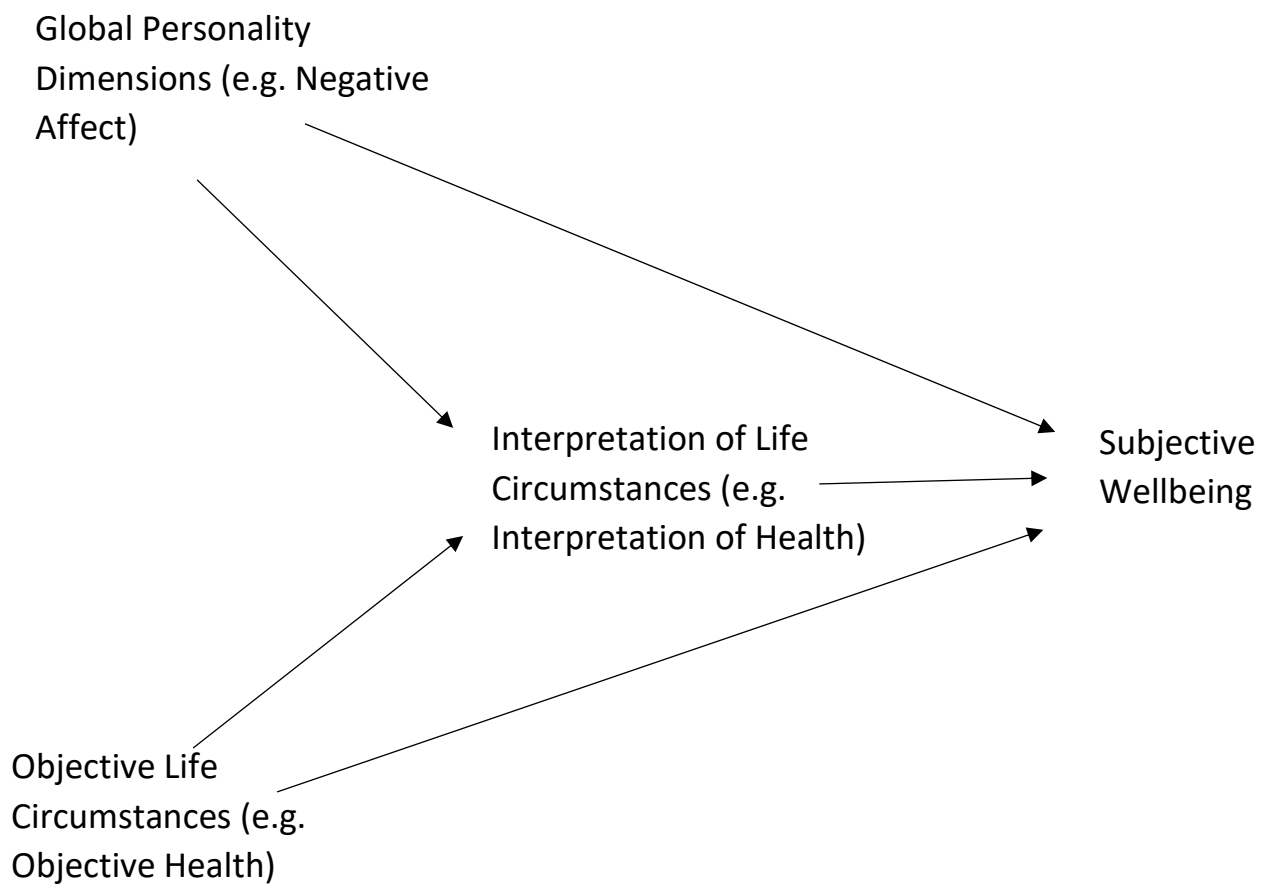 Global Personality
Dimensions (e.g. Negative
Affect)
Interpretation of Life
Circumstances (e.g.
Interpretation of Health)
Subjective
Wellbeing
Objective Life
Circumstances (e.g.
Objective Health)